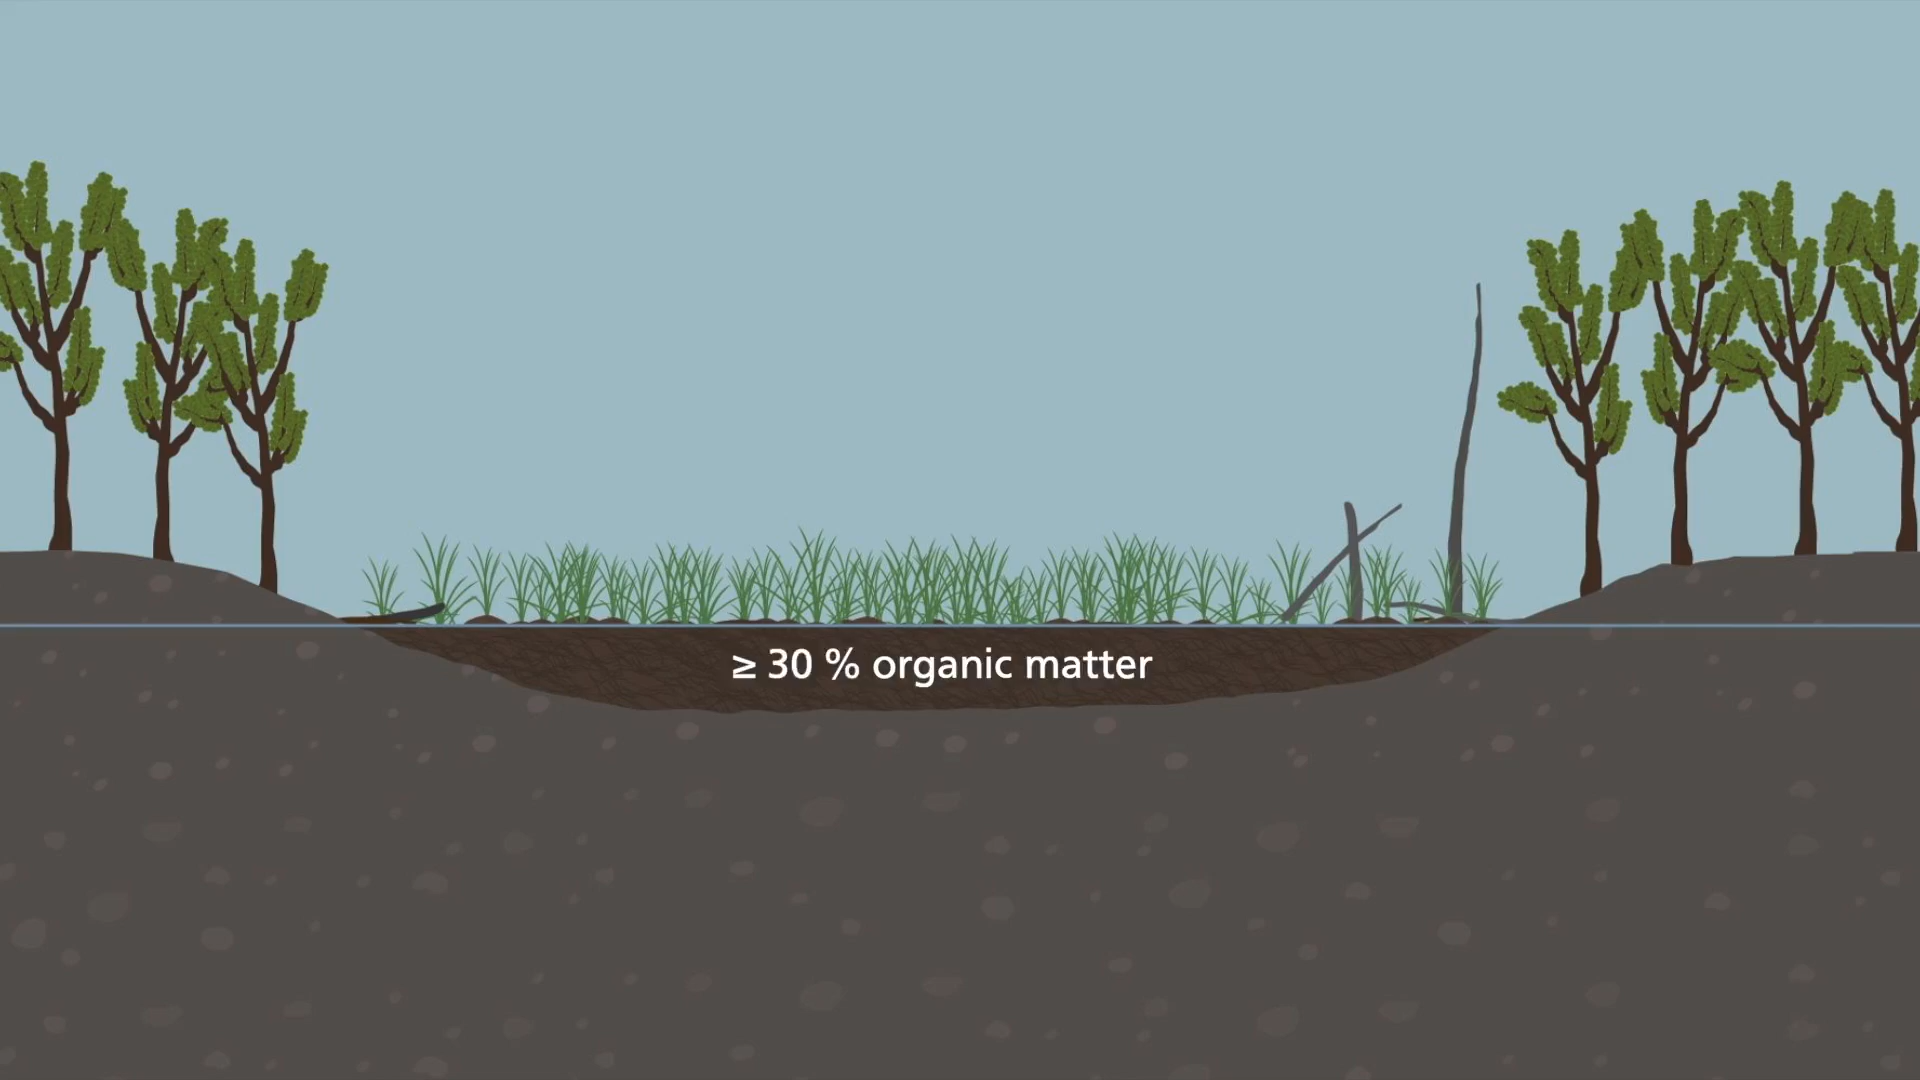 ≥ 30 % organic matter